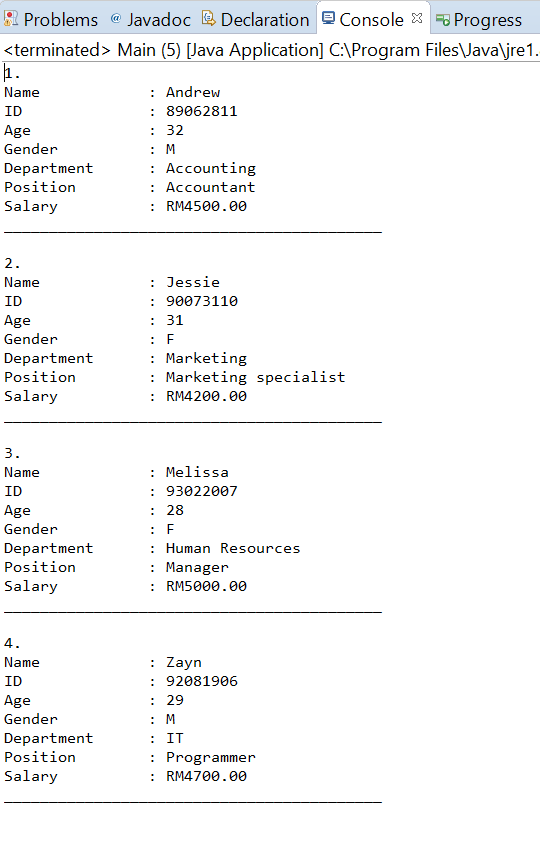 Problems @ Javadoc Declaration Console Progress
<terminated> Main (5) [Java Application] C:\Program Files\Java\jre1.
1.
Name : Andrew
ID : 89062811
Age : 32
Gender : M
Department : Accounting
Position : Accountant
Salary : RM4500.00
__________________________________________
2.
Name : Jessie
ID : 90073110
Age : 31
Gender : F
Department : Marketing
Position : Marketing specialist
Salary : RM4200.00
__________________________________________
3.
Name : Melissa
ID : 93022007
Age : 28
Gender : F
Department : Human Resources
Position : Manager
Salary : RM5000.00
__________________________________________
4.
Name : Zayn
ID : 92081906
Age : 29
Gender : M
Department : IT
Position : Programmer
Salary : RM4700.00
__________________________________________